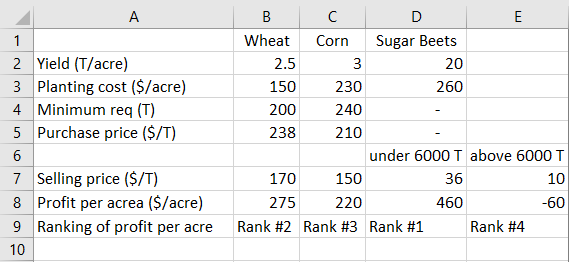 A B C D E
1 Wheat Corn Sugar Beets
2 Yield (T/acre) 2.5 3 20
3 Planting cost ($/acre) 150 230 260
4 Minimum req (T) 200 240 -
5 Purchase price ($/T) 238 210 -
6 under 6000 T above 6000 T
7 Selling price ($/T) 170 150 36 10
8 Profit per acrea ($/acre) 275 220 460 -60
9 Ranking of profit per acre Rank #2 Rank #3 Rank #1 Rank #4
10